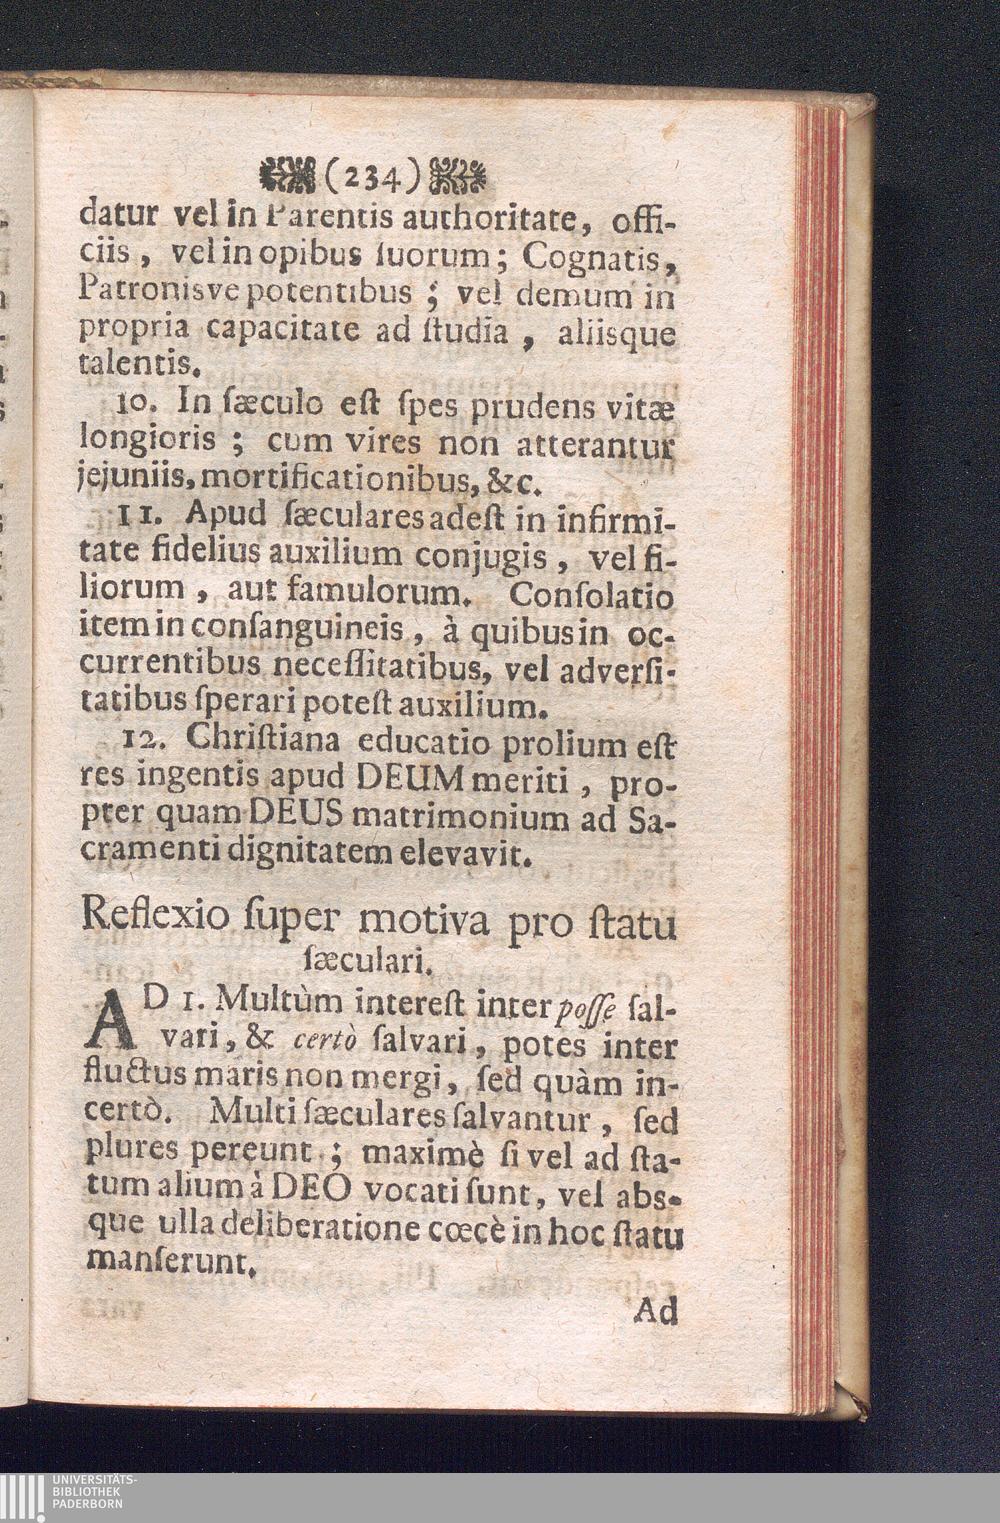 (234)
datur vel in Parentis authoritate, offi-
ciis, vel in opibus ſuorum; Cognatis,
Patronisve potentibus; vel demum in
propria capacitate ad ſtudia, aliisque
talentis.
10. In ſæculo eſt ſpes prudens vitæ
longioris; cum vires non atterantur
jejuniis, mortificationibus, &c.
11. Apud ſæculares adeſt in infirmi-
tate fidelius auxilium conjugis, vel fi-
liorum, aut famulorum. Conſolatio
item in conſanguineis, à quibus in oc-
currentibus neceſſitatibus, vel adverſi-
tatibus ſperari poteſt auxilium.
12. Chriſtiana educatio prolium eſt
res ingentis apud DEUM meriti, pro-
pter quam DEUS matrimonium ad Sa-
cramenti dignitatem elevavit.
Reflexio ſuper motiva pro ſtatu
ſæculari.
AD 1. Multùm intereſt inter poſſe ſal-
vari, & certò ſalvari, potes inter
fluctus maris non mergi, ſed quàm in-
certò. Multi ſæculares ſalvantur, ſed
plures pereunt; maximè ſi vel ad ſta-
tum alium à DEO vocati ſunt, vel abs-
que ulla deliberatione cœcè in hoc ſtatu
manſerunt.
Ad
UNIVERSITÄTS-
BIBLIOTHEK
PADERBORN